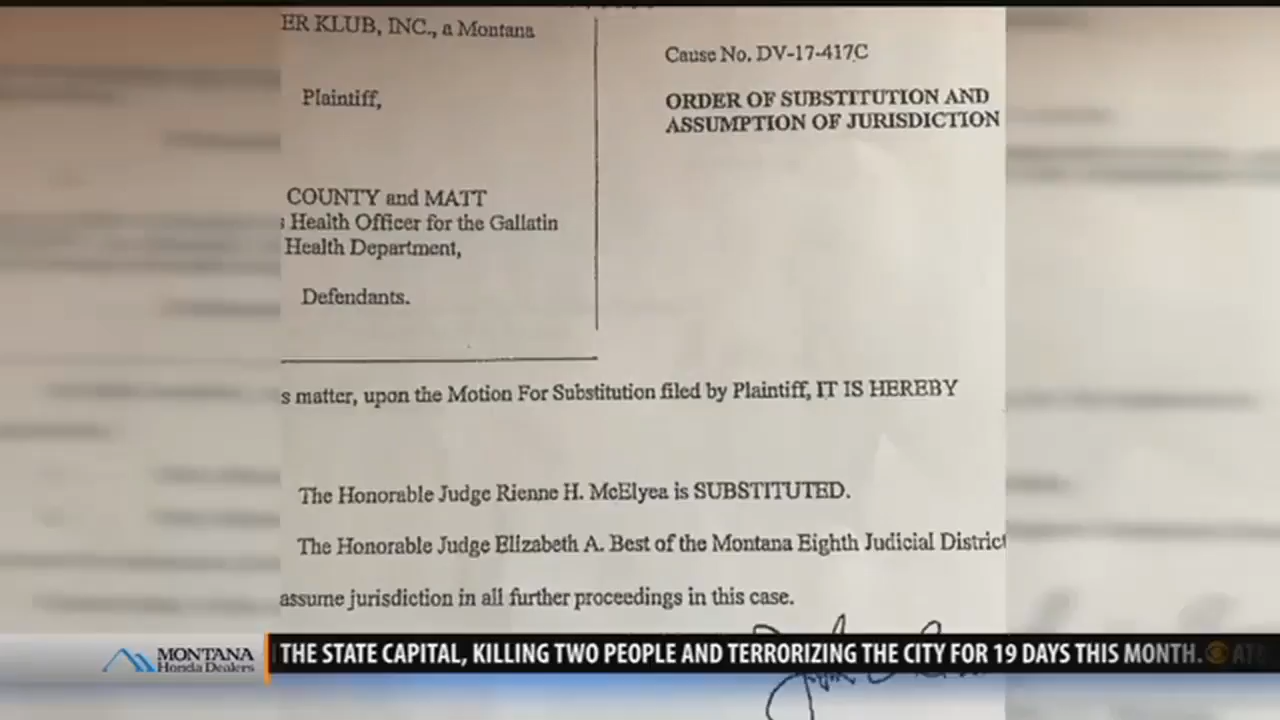 ER KLUB, INC., a Montana
Plaintiff,
COUNTY and MATT
s Health Officer for the Gallatin
Health Department,
Defendants.
Cause No. DV-17-417C
ORDER OF SUBSTITUTION AND
ASSUMPTION OF JURISDICTION
s matter, upon the Motion For Substitution filed by Plaintiff, IT IS HEREBY
The Honorable Judge Rienne H. McElyea is SUBSTITUTED.
The Honorable Judge Elizabeth A. Best of the Montana Eighth Judicial District
assume jurisdiction in all further proceedings in this case.
MONTANA
Honda Dealers
THE STATE CAPITAL, KILLING TWO PEOPLE AND TERRORIZING THE CITY FOR 19 DAYS THIS MONTH. AT